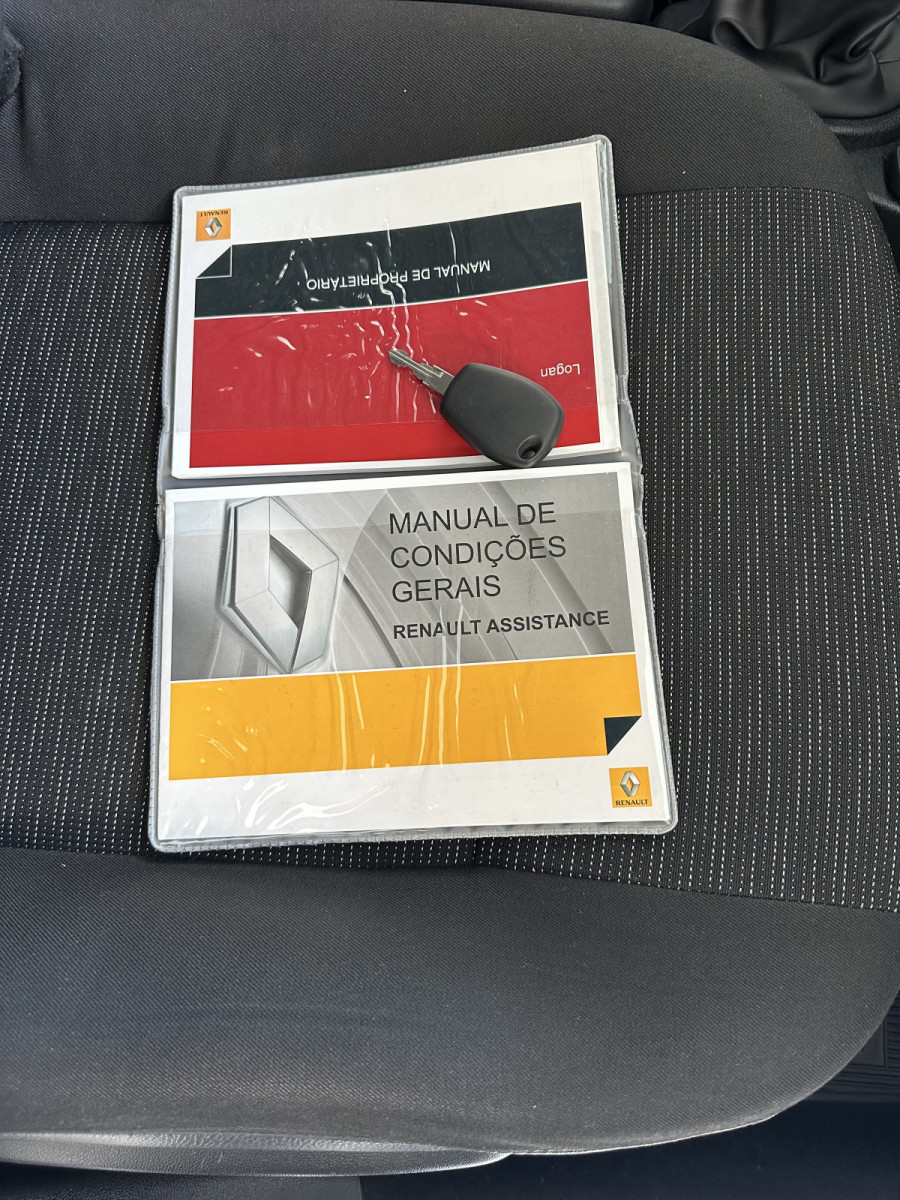 RENAULT
MANUAL DE PROPRIETÁRIO
Logan
MANUAL DE
CONDIÇÕES
GERAIS
RENAULT ASSISTANCE
RENAULT